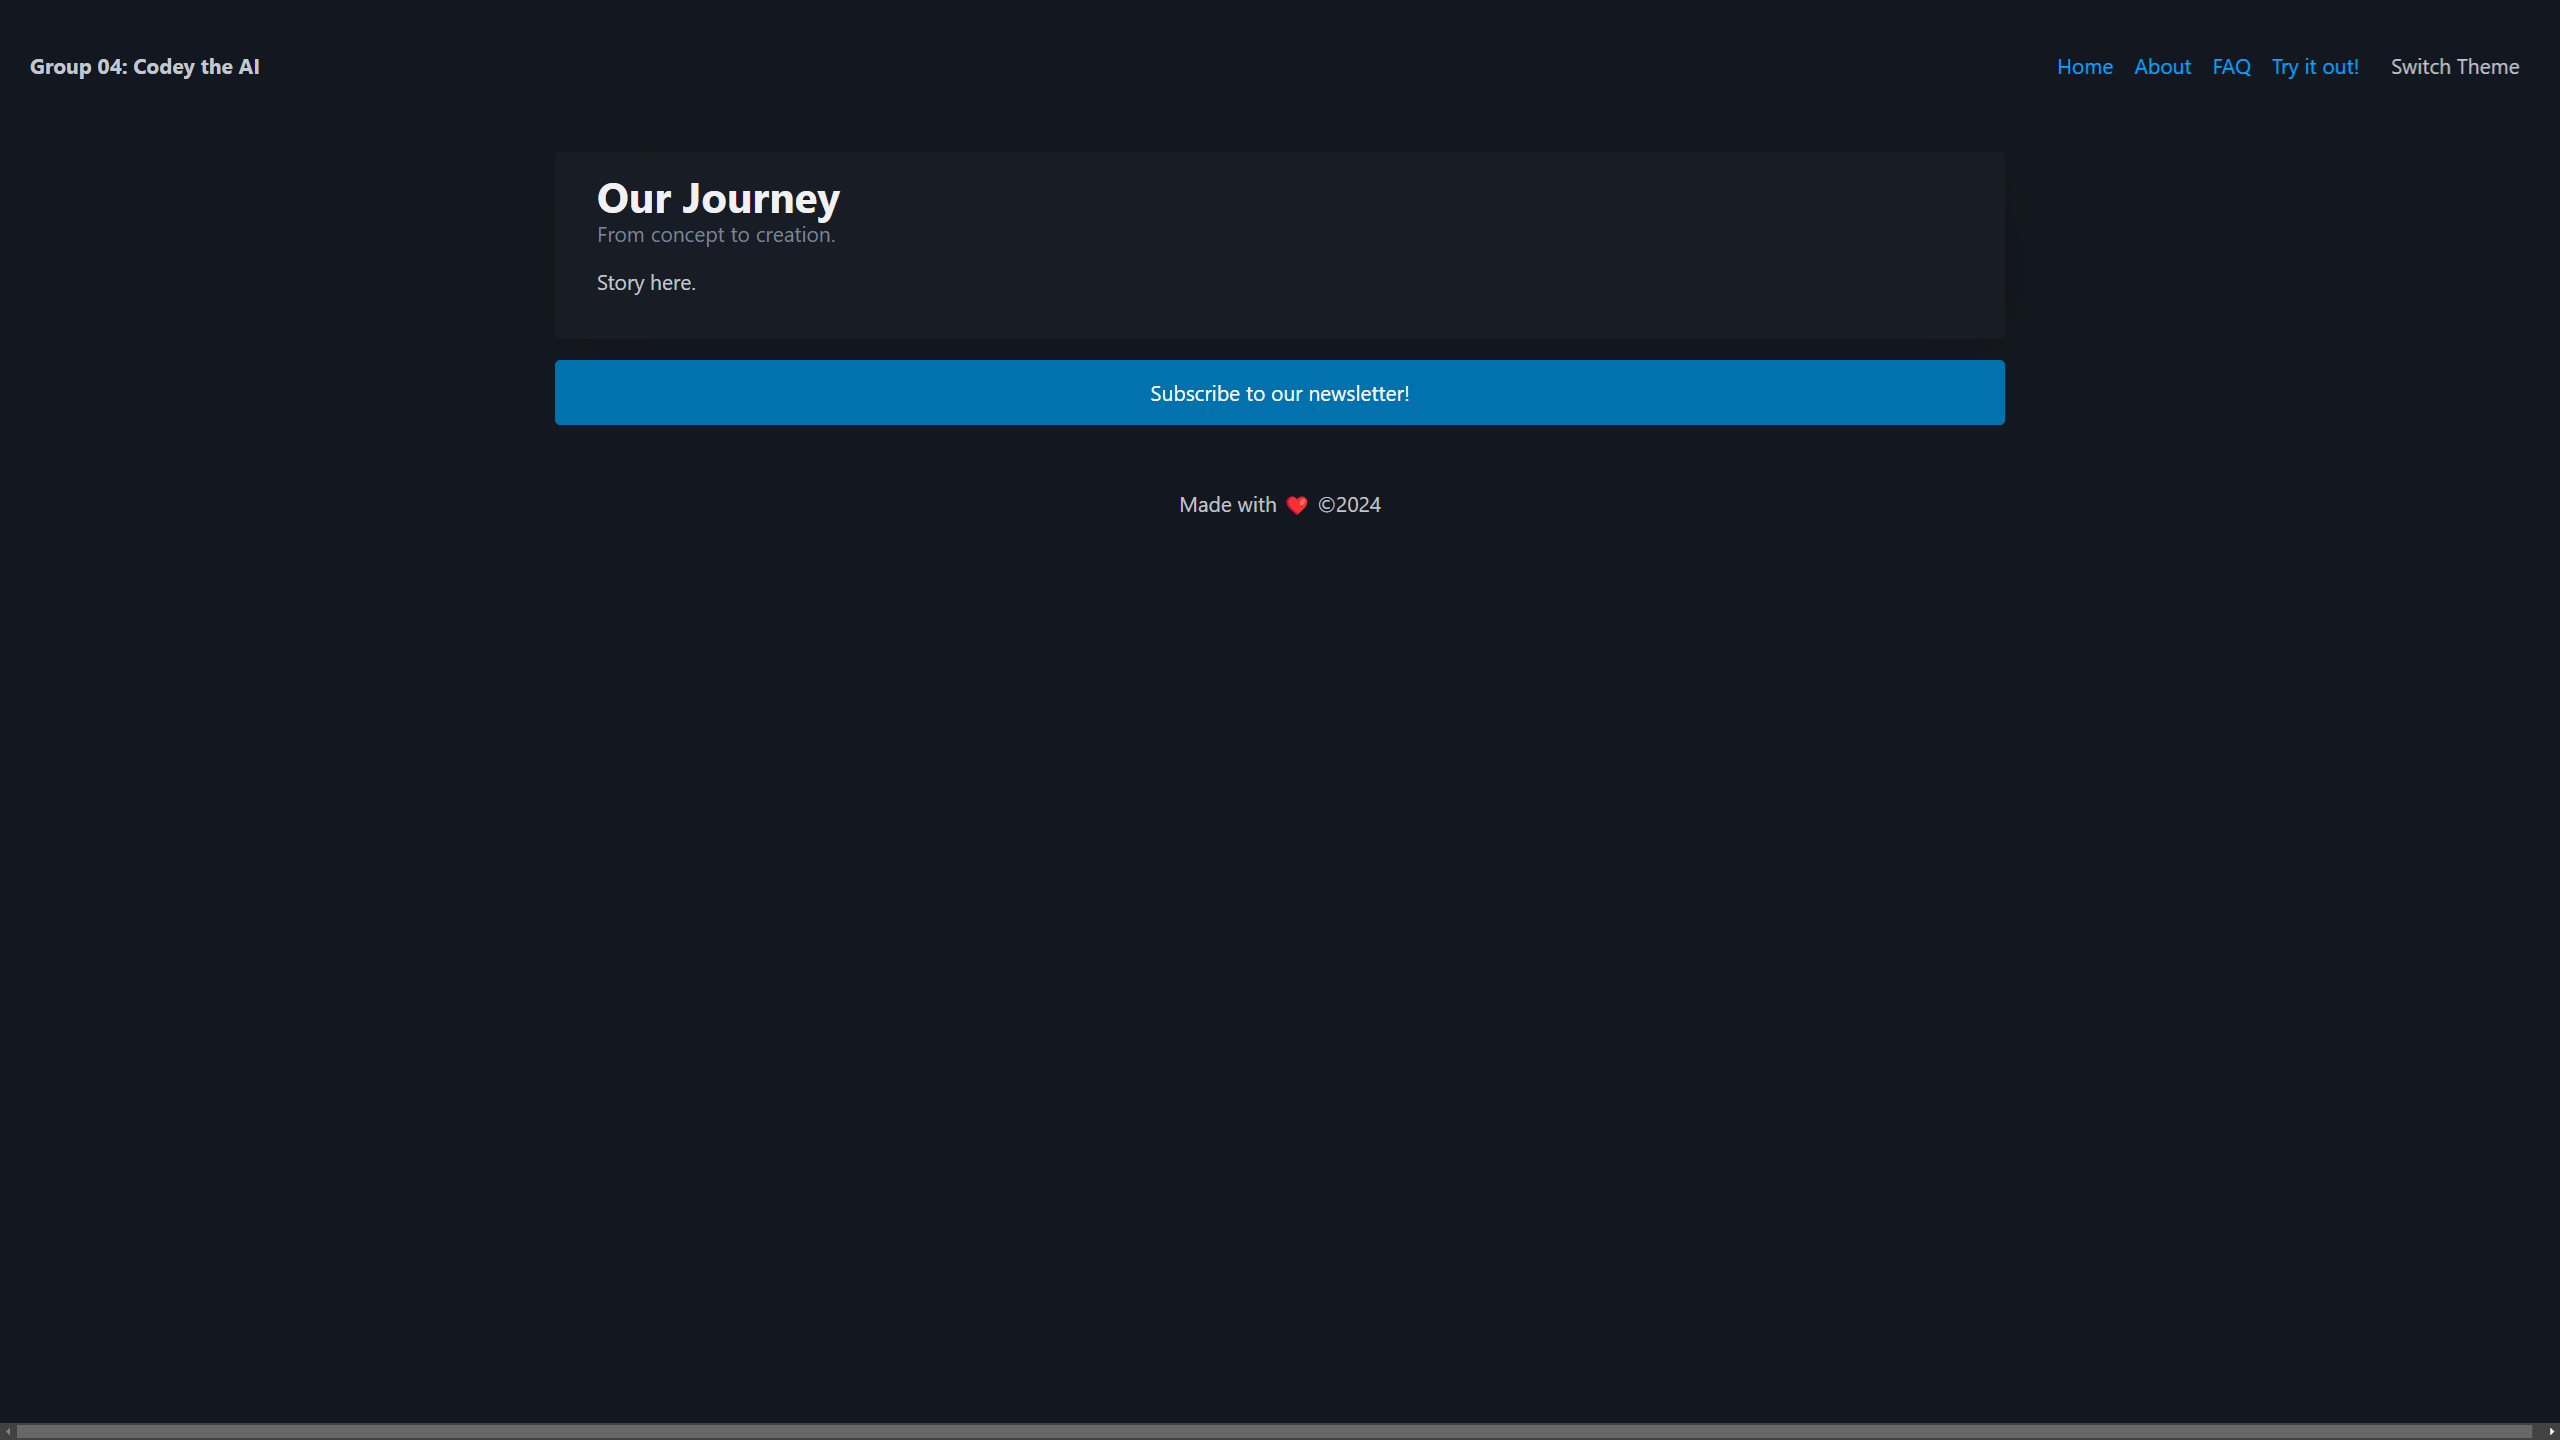 Group 04: Codey the AI
Home About FAQ Try it out! Switch Theme
Our Journey
From concept to creation.
Story here.
Subscribe to our newsletter!
Made with ❤️ ©2024